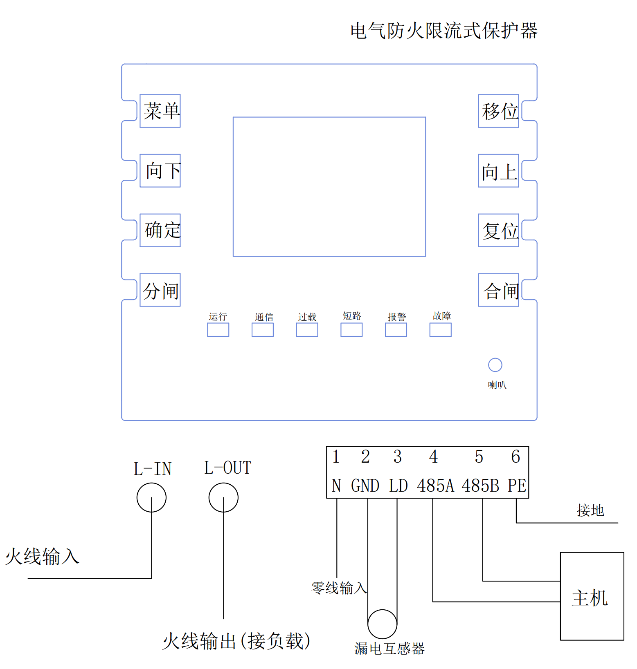 电气防火限流式保护器
菜单 移位
向下 向上
确定 复位
分闸 合闸
运行 通信 过载 短路 报警 故障
喇叭
L-IN L-OUT
1 2 3 4 5 6
N GND LD 485A 485B PE
接地
火线输入
零线输入
主机
火线输出(接负载)
漏电互感器